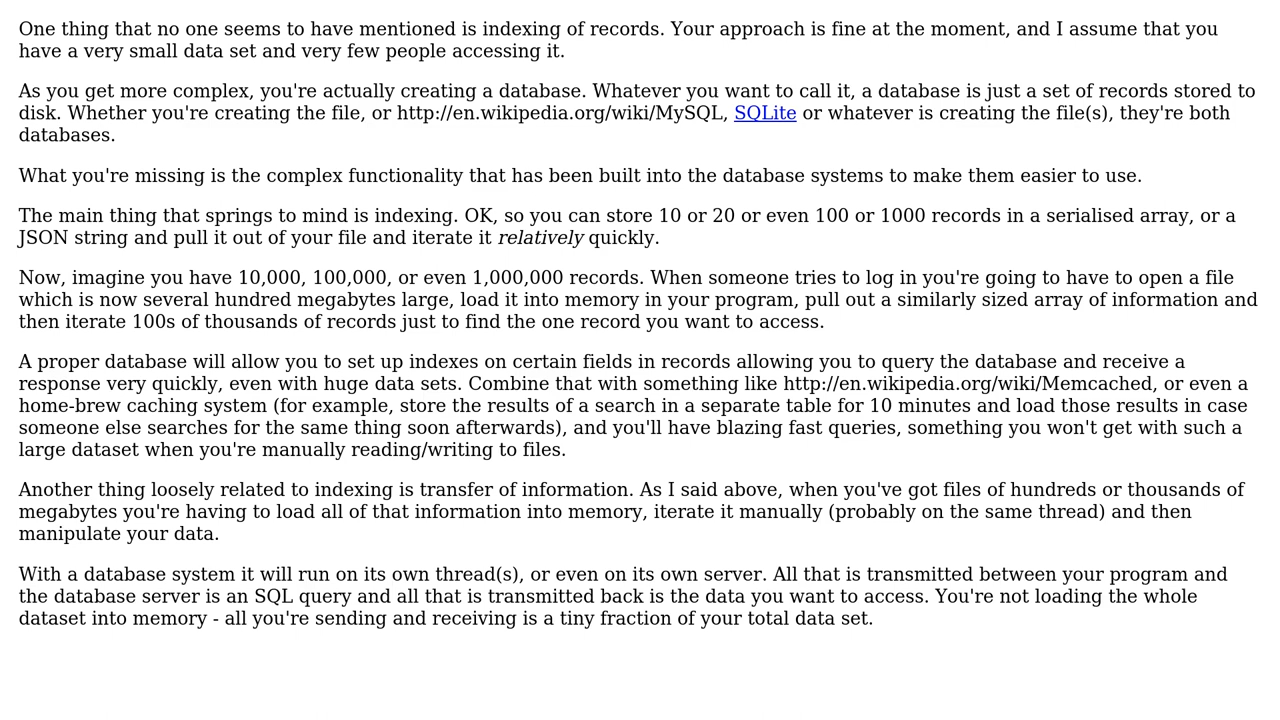 One thing that no one seems to have mentioned is indexing of records. Your approach is fine at the moment, and I assume that you
have a very small data set and very few people accessing it.
As you get more complex, you're actually creating a database. Whatever you want to call it, a database is just a set of records stored to
disk. Whether you're creating the file, or http://en.wikipedia.org/wiki/MySQL, SQLite or whatever is creating the file(s), they're both
databases.
What you're missing is the complex functionality that has been built into the database systems to make them easier to use.
The main thing that springs to mind is indexing. OK, so you can store 10 or 20 or even 100 or 1000 records in a serialised array, or a
JSON string and pull it out of your file and iterate it relatively quickly.
Now, imagine you have 10,000, 100,000, or even 1,000,000 records. When someone tries to log in you're going to have to open a file
which is now several hundred megabytes large, load it into memory in your program, pull out a similarly sized array of information and
then iterate 100s of thousands of records just to find the one record you want to access.
A proper database will allow you to set up indexes on certain fields in records allowing you to query the database and receive a
response very quickly, even with huge data sets. Combine that with something like http://en.wikipedia.org/wiki/Memcached, or even a
home-brew caching system (for example, store the results of a search in a separate table for 10 minutes and load those results in case
someone else searches for the same thing soon afterwards), and you'll have blazing fast queries, something you won't get with such a
large dataset when you're manually reading/writing to files.
Another thing loosely related to indexing is transfer of information. As I said above, when you've got files of hundreds or thousands of
megabytes you're having to load all of that information into memory, iterate it manually (probably on the same thread) and then
manipulate your data.
With a database system it will run on its own thread(s), or even on its own server. All that is transmitted between your program and
the database server is an SQL query and all that is transmitted back is the data you want to access. You're not loading the whole
dataset into memory - all you're sending and receiving is a tiny fraction of your total data set.